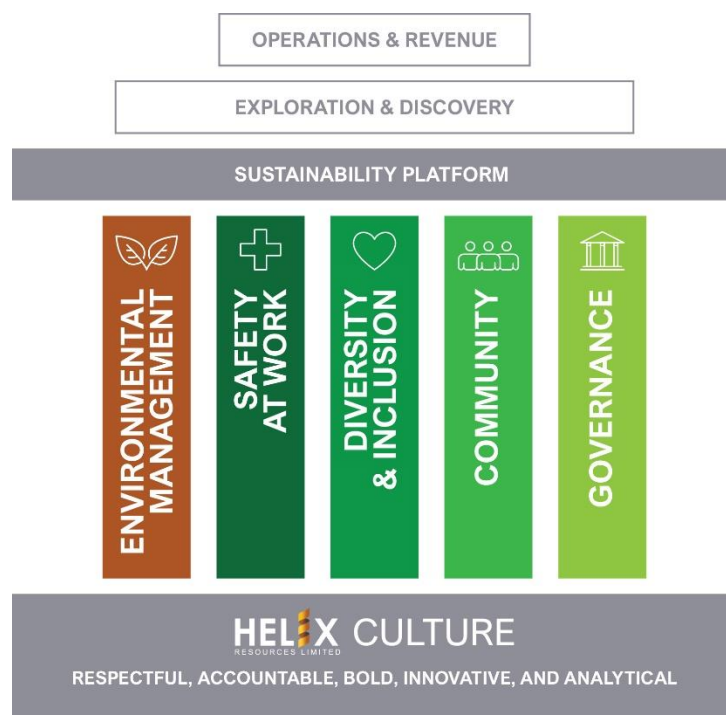 OPERATIONS & REVENUE
EXPLORATION & DISCOVERY
SUSTAINABILITY PLATFORM
ENVIRONMENTAL
MANAGEMENT
SAFETY
AT WORK
DIVERSITY
& INCLUSION
COMMUNITY
GOVERNANCE
HELIX CULTURE
RESOURCES LIMITED
RESPECTFUL, ACCOUNTABLE, BOLD, INNOVATIVE, AND ANALYTICAL